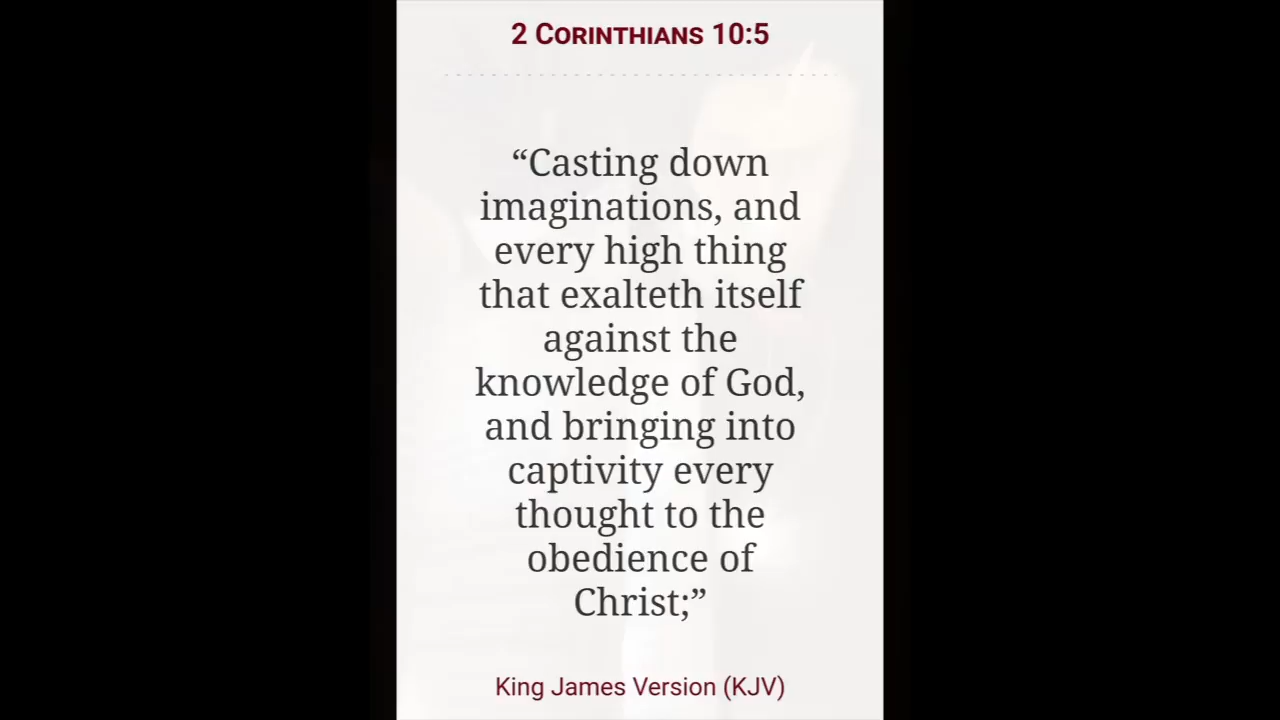 2 Corinthians 10:5
“Casting down
imaginations, and
every high thing
that exalteth itself
against the
knowledge of God,
and bringing into
captivity every
thought to the
obedience of
Christ;”
King James Version (KJV)